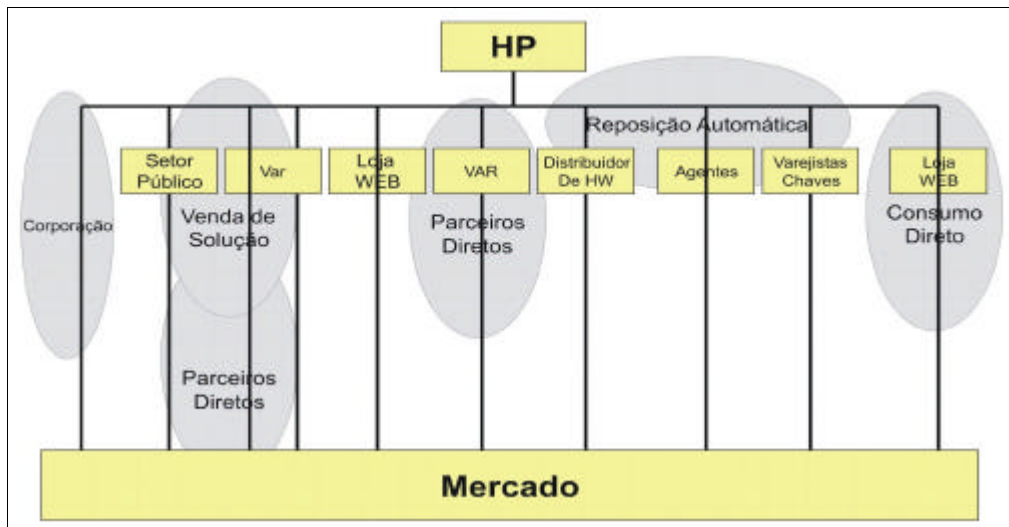 HP
Reposição Automática
Setor
Público
Var
Loja
WEB
VAR
Distribuidor
De HW
Agentes
Varejistas
Chaves
Loja
WEB
Corporação
Venda de
Solução
Parceiros
Diretos
Consumo
Direto
Parceiros
Diretos
Mercado